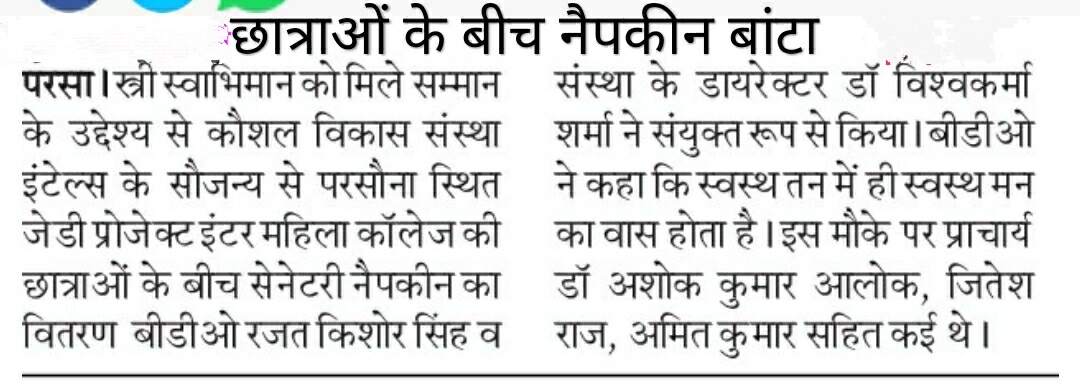 छात्राओं के बीच नैपकीन बांटा
परसा। स्त्री स्वाभिमान को मिले सम्मान
के उद्देश्य से कौशल विकास संस्था
इंटेल्स के सौजन्य से परसौना स्थित
जेडी प्रोजेक्ट इंटर महिला कॉलेज की
छात्राओं के बीच सेनेटरी नैपकीन का
वितरण बीडीओ रजत किशोर सिंह व
संस्था के डायरेक्टर डॉ विश्वकर्मा
शर्मा ने संयुक्त रूप से किया। बीडीओ
ने कहा कि स्वस्थ तन में ही स्वस्थ मन
का वास होता है। इस मौके पर प्राचार्य
डॉ अशोक कुमार आलोक, जितेश
राज, अमित कुमार सहित कई थे।